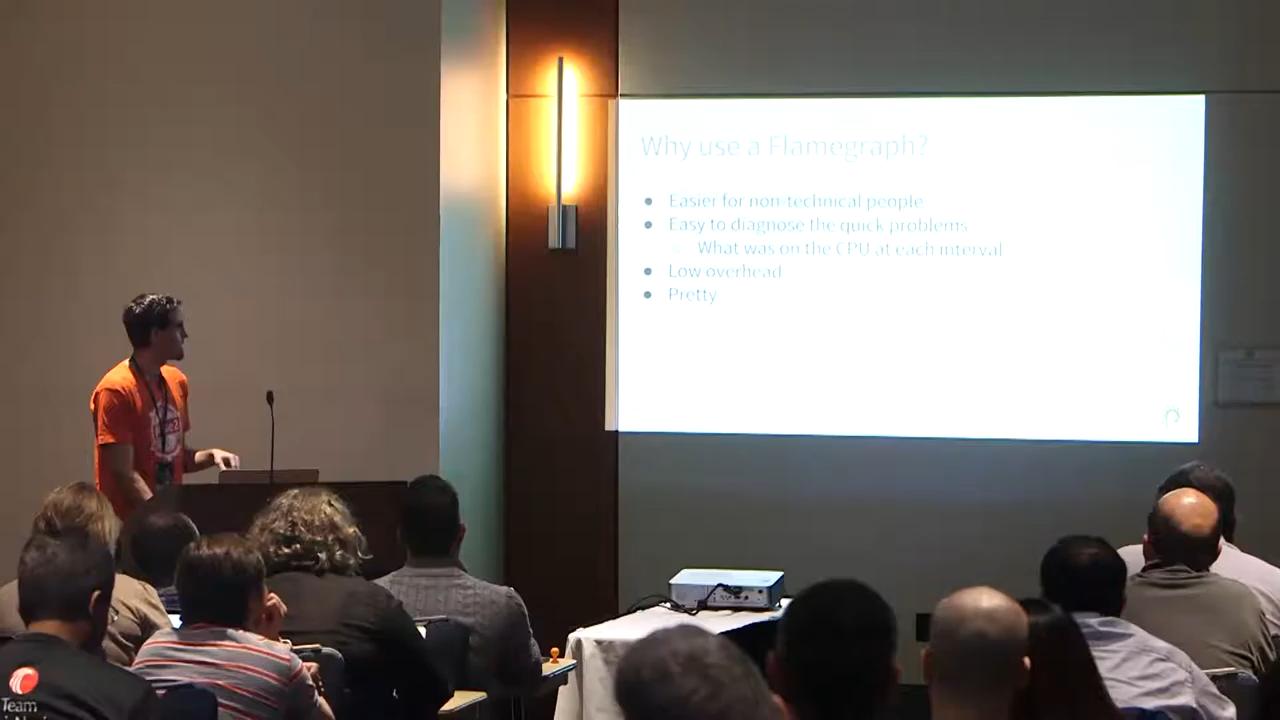 Why use a Flamegraph?
Easier for non-technical people
Easy to diagnose the quick problems
What was on the CPU at each interval
Low overhead
Pretty
Team